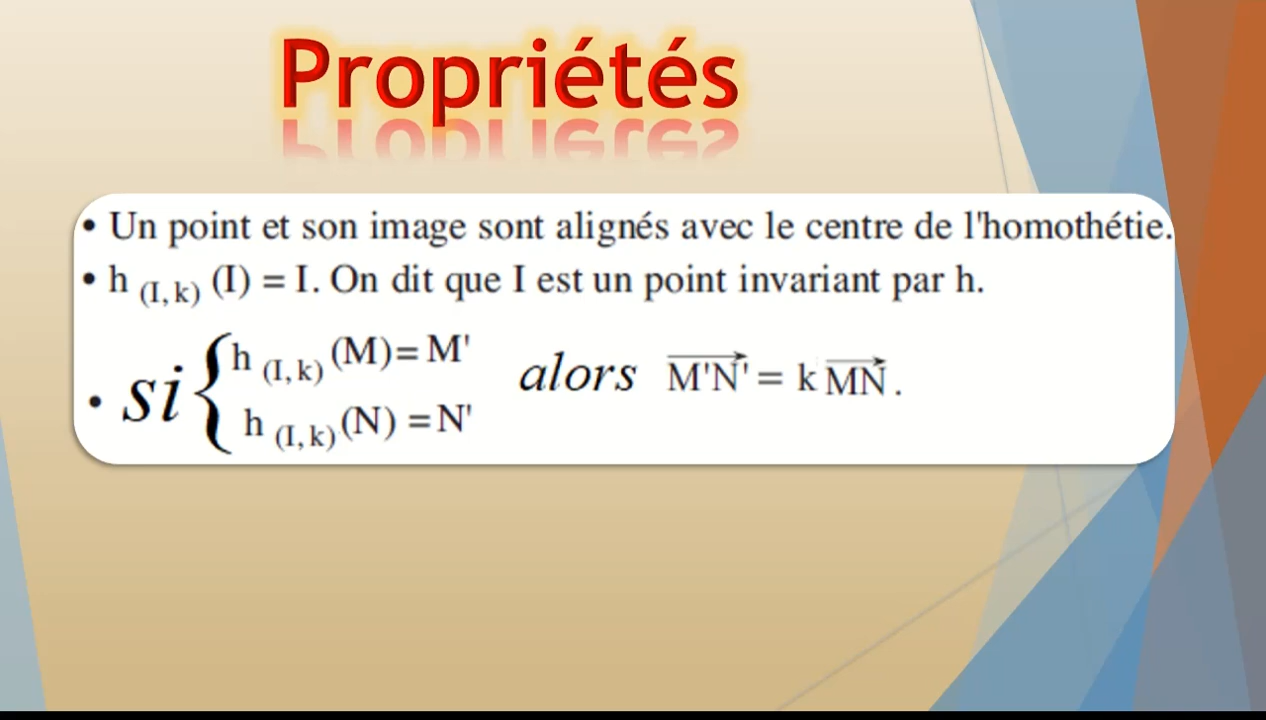 Propriétés
• Un point et son image sont alignés avec le centre de l'homothétie.
• h (I, k) (I) = I. On dit que I est un point invariant par h.
• si { h (I, k) (M)= M'
h (I, k) (N) =N'
alors M'N' = k MN .